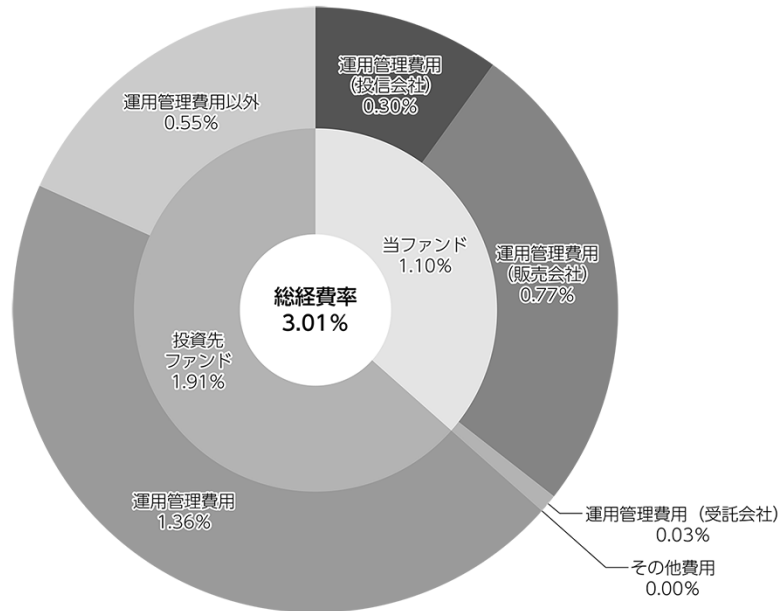 運用管理費用
(投信会社)
0.30%
運用管理費用以外
0.55%
当ファンド
1.10%
運用管理費用
(販売会社)
0.77%
総経費率
3.01%
投資先
ファンド
1.91%
運用管理費用
1.36%
運用管理費用（受託会社）
0.03%
その他費用
0.00%